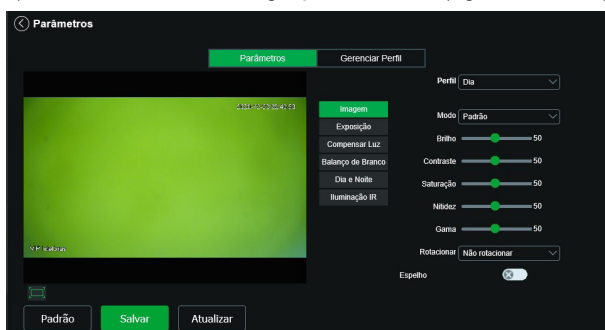 Parâmetros
Parâmetros Gerenciar Perfil
Perfil Dia
Imagem
Exposição
Compensar Luz
Balanço de Branco
Dia e Noite
Iluminação IR
Modo Padrão
Brilho 50
Contraste 50
Saturação 50
Nitidez 50
Gama 50
Rotacionar Não rotacionar
Espelho
Padrão Salvar Atualizar